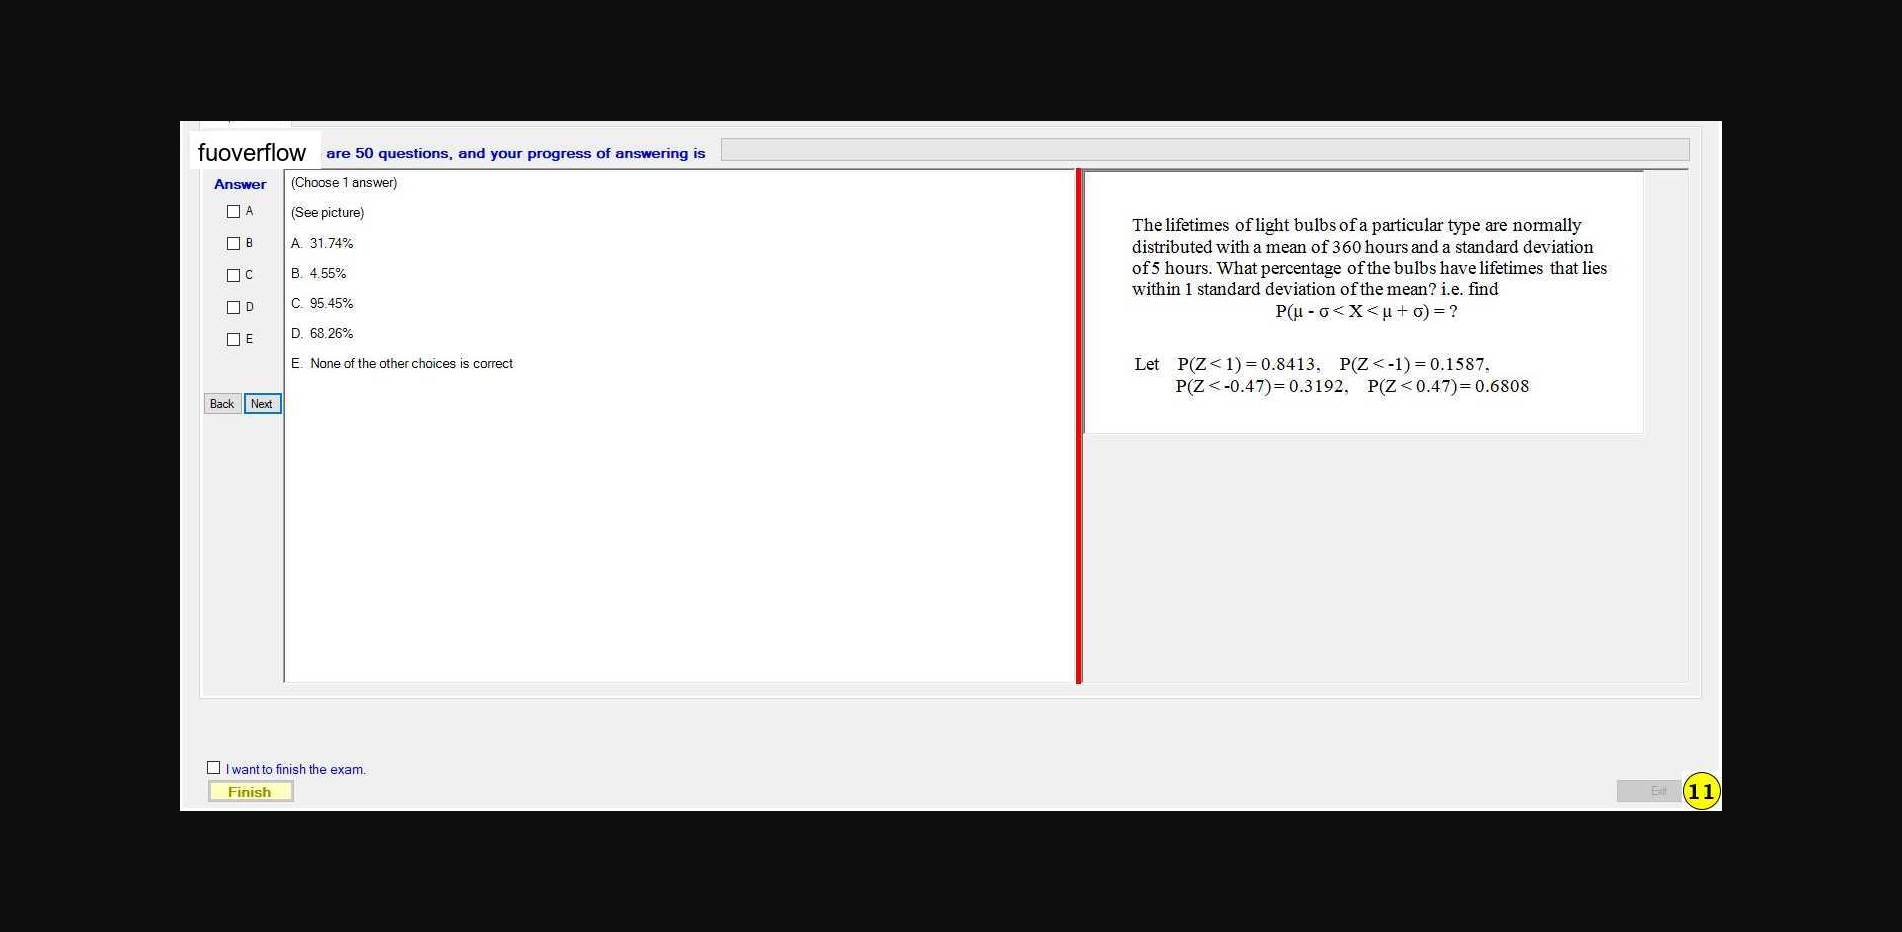 fuoverflow are 50 questions, and your progress of answering is
Answer
A
B
C
D
E
Back Next
(Choose 1 answer)
(See picture)
A. 31.74%
B. 4.55%
C. 95.45%
D. 68.26%
E. None of the other choices is correct
The lifetimes of light bulbs of a particular type are normally
distributed with a mean of 360 hours and a standard deviation
of 5 hours. What percentage of the bulbs have lifetimes that lies
within 1 standard deviation of the mean? i.e. find
P(μ - σ < X < μ + σ) = ?
Let P(Z < 1) = 0.8413, P(Z < -1) = 0.1587,
P(Z < -0.47) = 0.3192, P(Z < 0.47) = 0.6808
I want to finish the exam.
Finish
Exit
11